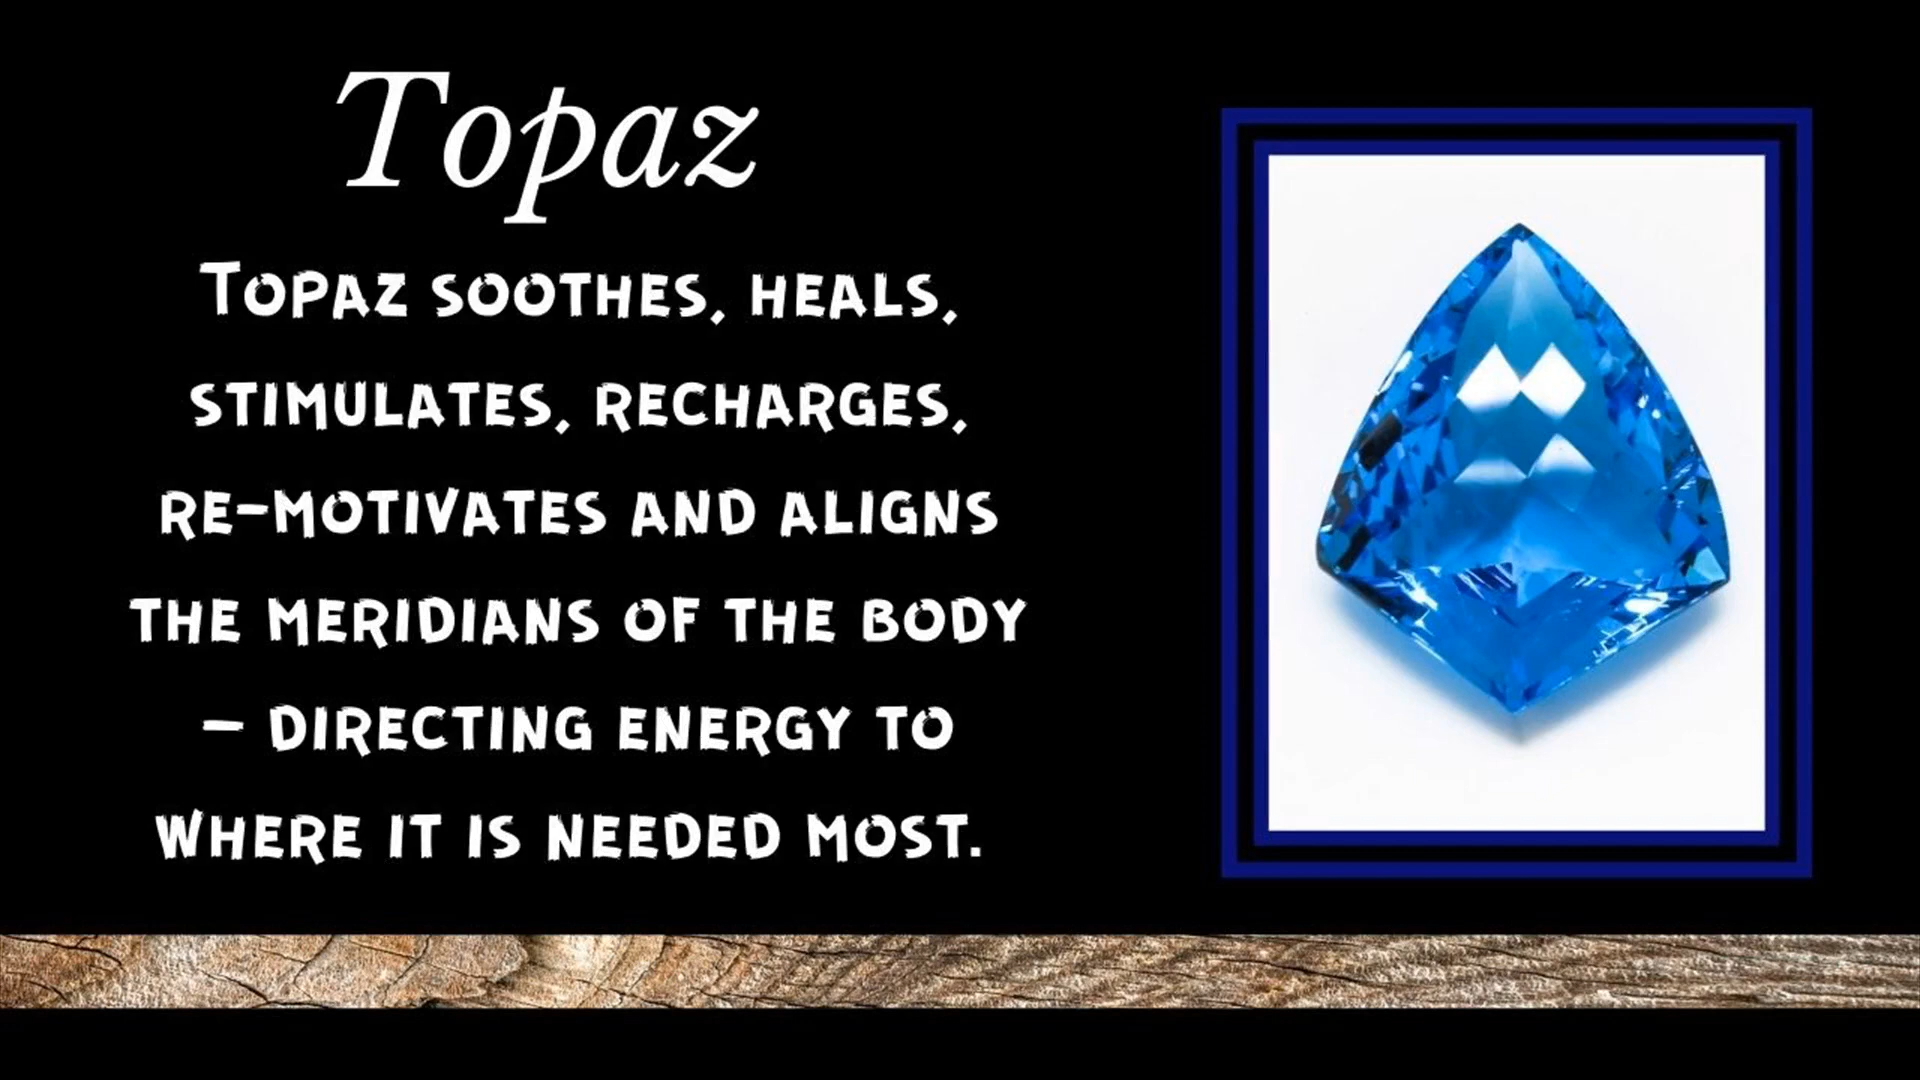 Topaz
Topaz soothes, heals,
stimulates, recharges,
re-motivates and aligns
the meridians of the body
– directing energy to
where it is needed most.